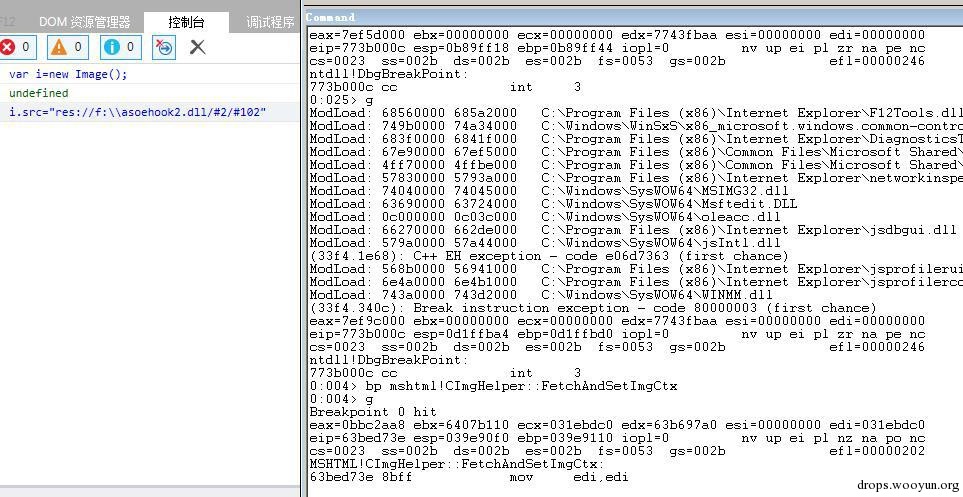 F12 DOM 资源管理器 控制台 调试程序
0 0 0
var i=new Image();
undefined
i.src="res://f:\\asoehook2.dll/#2/#102"
Command
eax=7ef5d000 ebx=00000000 ecx=00000000 edx=7743fbaa esi=00000000 edi=00000000
eip=773b000c esp=0b89ff18 ebp=0b89ff44 iopl=0 nv up ei pl zr na pe nc
cs=0023 ss=002b ds=002b es=002b fs=0053 gs=002b efl=00000246
ntdll!DbgBreakPoint:
773b000c cc int 3
0:025> g
ModLoad: 68560000 685a2000 C:\Program Files (x86)\Internet Explorer\F12Tools.dll
ModLoad: 749b0000 74a34000 C:\Windows\WinSxS\x86_microsoft.windows.common-contro
ModLoad: 683f0000 6841f000 C:\Program Files (x86)\Internet Explorer\DiagnosticsT
ModLoad: 67e90000 67ef5000 C:\Program Files (x86)\Common Files\Microsoft Shared\
ModLoad: 4ff70000 4ffbe000 C:\Program Files (x86)\Common Files\Microsoft Shared\
ModLoad: 57830000 5793a000 C:\Program Files (x86)\Internet Explorer\networkinspe
ModLoad: 74040000 74045000 C:\Windows\SysWOW64\MSIMG32.dll
ModLoad: 63690000 63724000 C:\Windows\SysWOW64\Msftedit.DLL
ModLoad: 0c000000 0c03c000 C:\Windows\SysWOW64\oleacc.dll
ModLoad: 66270000 662de000 C:\Program Files (x86)\Internet Explorer\jsdbgui.dll
ModLoad: 579a0000 57a44000 C:\Windows\SysWOW64\jsIntl.dll
(33f4.1e68): C++ EH exception - code e06d7363 (first chance)
ModLoad: 568b0000 56941000 C:\Program Files (x86)\Internet Explorer\jsprofilerui
ModLoad: 6e4a0000 6e4b1000 C:\Program Files (x86)\Internet Explorer\jsprofilerco
ModLoad: 743a0000 743d2000 C:\Windows\SysWOW64\WINMM.dll
(33f4.340c): Break instruction exception - code 80000003 (first chance)
eax=7ef9c000 ebx=00000000 ecx=00000000 edx=7743fbaa esi=00000000 edi=00000000
eip=773b000c esp=0d1ffba4 ebp=0d1ffbd0 iopl=0 nv up ei pl zr na pe nc
cs=0023 ss=002b ds=002b es=002b fs=0053 gs=002b efl=00000246
ntdll!DbgBreakPoint:
773b000c cc int 3
0:004> bp mshtml!CImgHelper::FetchAndSetImgCtx
0:004> g
Breakpoint 0 hit
eax=0bbc2aa8 ebx=6407b110 ecx=031ebdc0 edx=63b697a0 esi=00000000 edi=031ebdc0
eip=63bed73e esp=039e90f0 ebp=039e9110 iopl=0 nv up ei pl nz na po nc
cs=0023 ss=002b ds=002b es=002b fs=0053 gs=002b efl=00000202
MSHTML!CImgHelper::FetchAndSetImgCtx:
63bed73e 8bff mov edi,edi
drops.wooyun.org